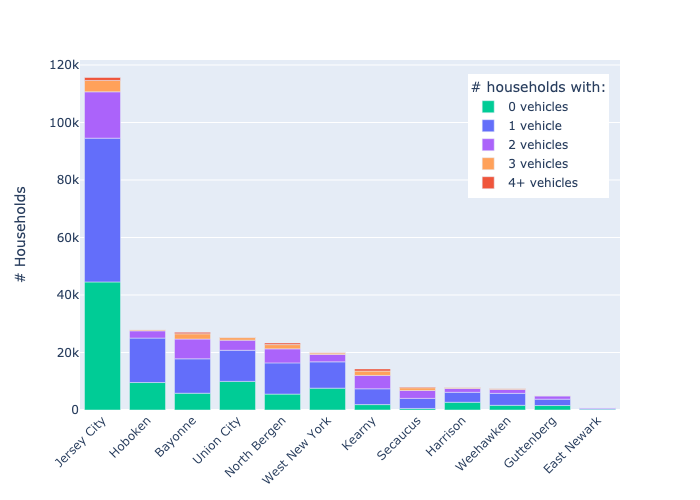 120k
100k
80k
60k
40k
20k
0
# Households
# households with:
0 vehicles
1 vehicle
2 vehicles
3 vehicles
4+ vehicles
Jersey City
Hoboken
Bayonne
Union City
North Bergen
West New York
Kearny
Secaucus
Harrison
Weehawken
Guttenberg
East Newark